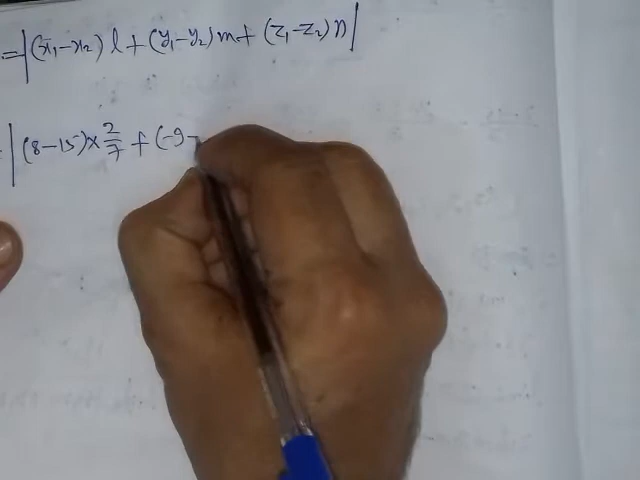 =|(x₁-x₂) l + (y₁-y₂) m + (z₁-z₂) n|
=|(8-15)×2/7 + (-9-